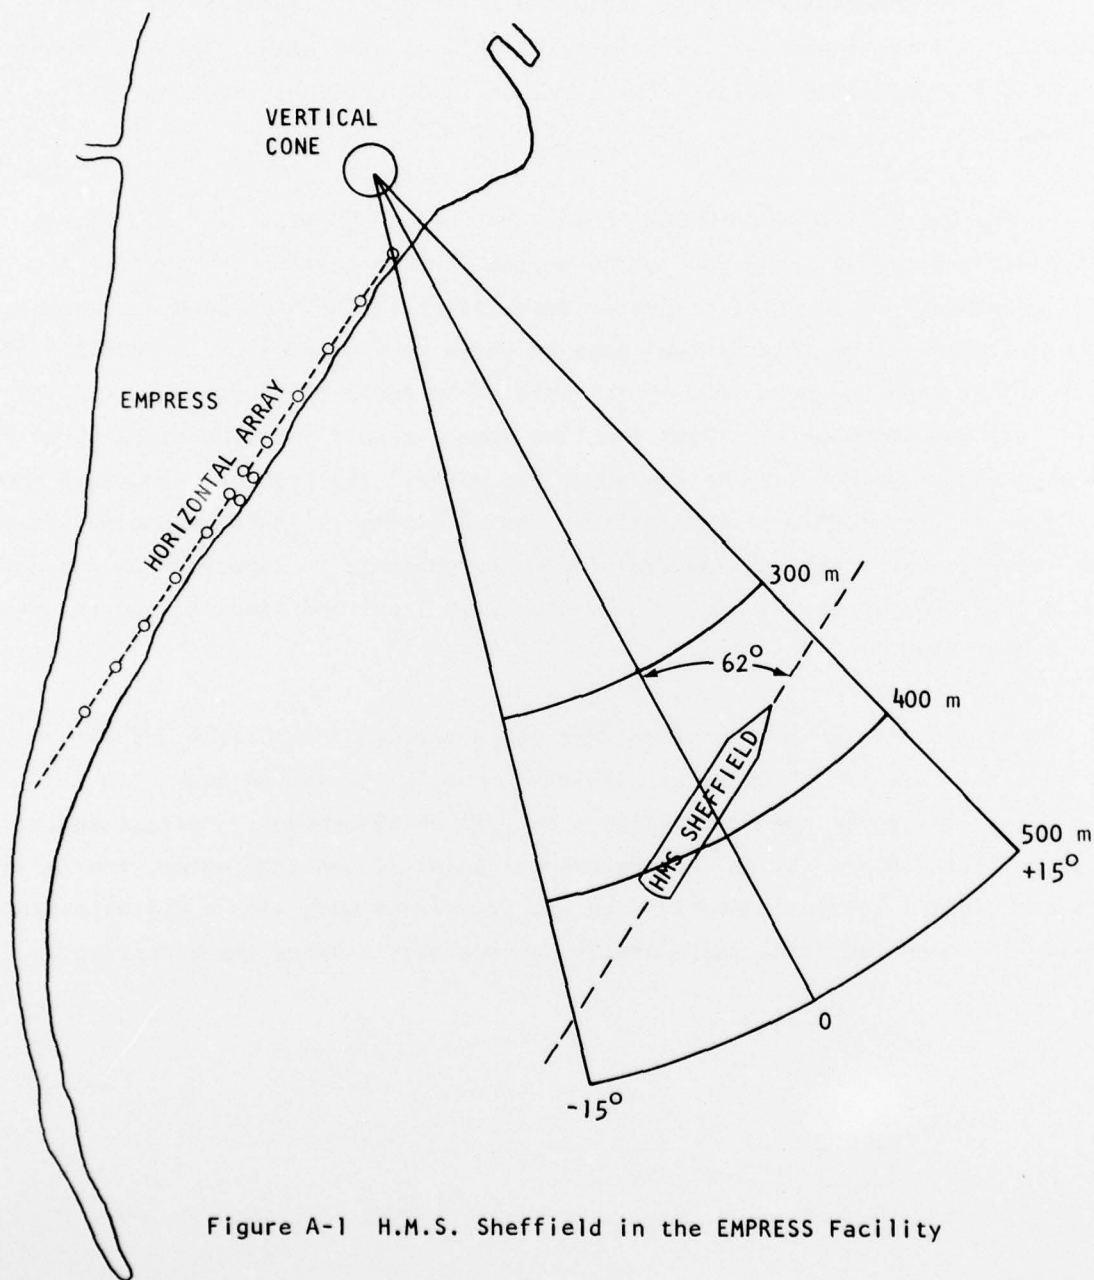 VERTICAL
CONE
EMPRESS
HORIZONTAL ARRAY
300 m
62°
400 m
HMS SHEFFIELD
500 m
+15°
0
-15°
Figure A-1 H.M.S. Sheffield in the EMPRESS Facility